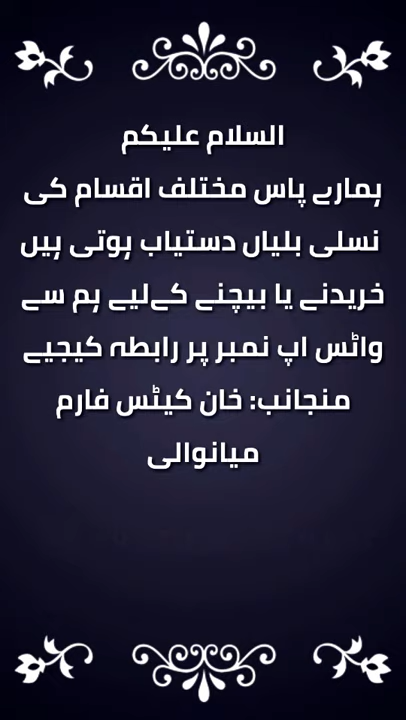 السلام علیکم
ہمارے پاس مختلف اقسام کی
نسلی بلیاں دستیاب ہوتی ہیں
خریدنے یا بیچنے کےلیے ہم سے
واٹس اپ نمبر پر رابطہ کیجیے
منجانب: خان کیٹس فارم
میانوالی